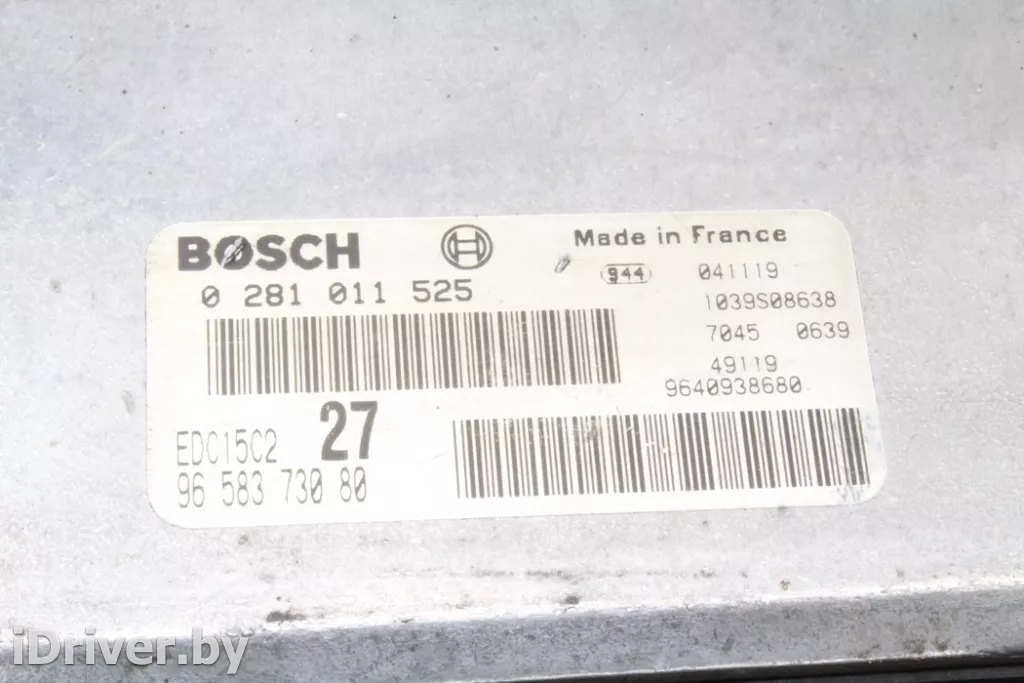 BOSCH
Made in France
0 281 011 525
944 041119
1039S08638
7045 0639
49119
9640938680
EDC15C2 27
96 583 730 80
iDriver.by